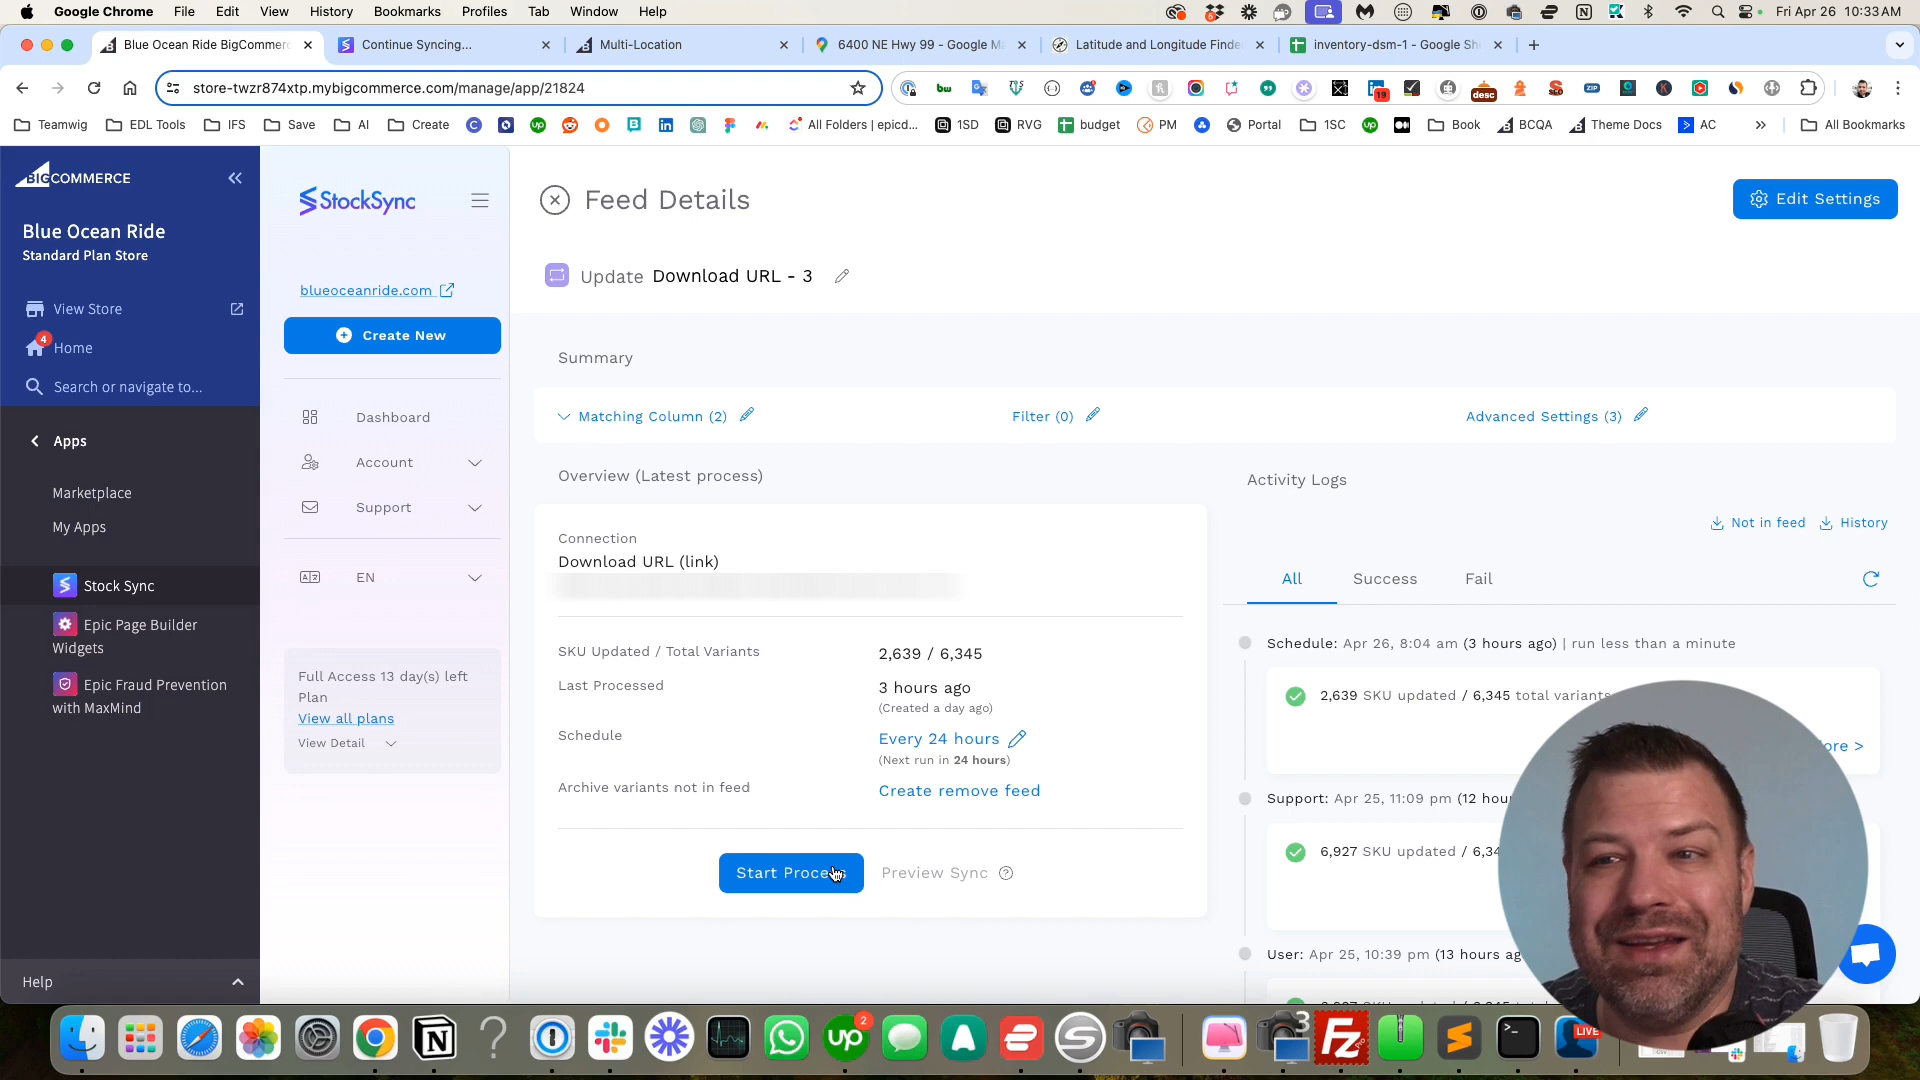 Google Chrome File Edit View History Bookmarks Profiles Tab Window Help
Fri Apr 26 10:33 AM
Blue Ocean Ride BigCommerc
Continue Syncing...
Multi-Location
6400 NE Hwy 99 - Google Ma
Latitude and Longitude Finde
inventory-dsm-1 - Google Sh
store-twzr874xtp.mybigcommerce.com/manage/app/21824
bw
19
desc
ZIP
Teamwig EDL Tools IFS Save AI Create All Folders | epicd... 1SD RVG budget PM Portal 1SC Book BCQA Theme Docs AC All Bookmarks
BIGCOMMERCE
Blue Ocean Ride
Standard Plan Store
View Store
4
Home
Search or navigate to...
Apps
Marketplace
My Apps
Stock Sync
Epic Page Builder
Widgets
Epic Fraud Prevention
with MaxMind
Help
StockSync
blueoceanride.com
Create New
Dashboard
Account
Support
EN
Full Access 13 day(s) left
Plan
View all plans
View Detail
Feed Details
Edit Settings
Update Download URL - 3
Summary
Matching Column (2)
Filter (0)
Advanced Settings (3)
Overview (Latest process)
Connection
Download URL (link)
SKU Updated / Total Variants 2,639 / 6,345
Last Processed 3 hours ago
(Created a day ago)
Schedule Every 24 hours
(Next run in 24 hours)
Archive variants not in feed Create remove feed
Start Process
Preview Sync
Activity Logs
Not in feed History
All Success Fail
Schedule: Apr 26, 8:04 am (3 hours ago) | run less than a minute
2,639 SKU updated / 6,345 total variants
ore >
Support: Apr 25, 11:09 pm (12 hou
6,927 SKU updated / 6,34
User: Apr 25, 10:39 pm (13 hours ag
up
2
3
Fz
LIVE